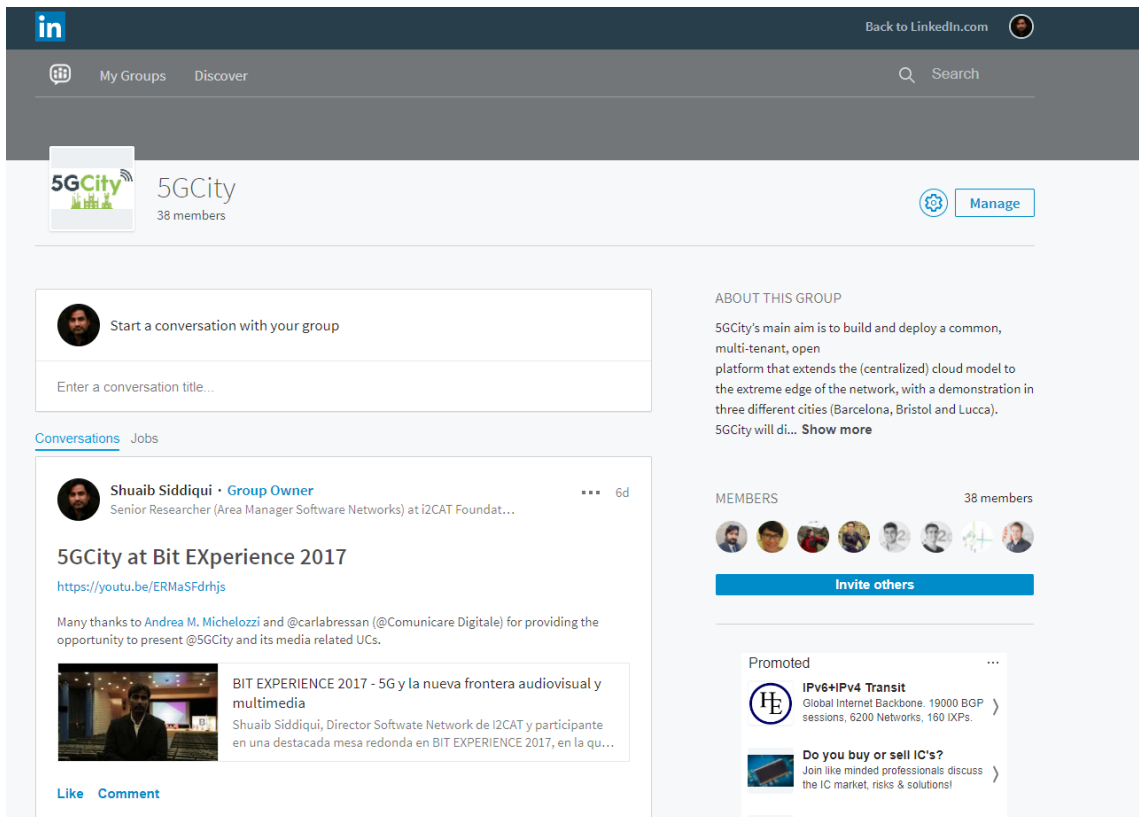 in
Back to LinkedIn.com
My Groups
Discover
Search
5GCity
5GCity
38 members
Manage
Start a conversation with your group
Enter a conversation title...
Conversations
Jobs
Shuaib Siddiqui • Group Owner
6d
Senior Researcher (Area Manager Software Networks) at i2CAT Foundat...
5GCity at Bit EXperience 2017
https://youtu.be/ERMaSFdrhjs
Many thanks to Andrea M. Michelozzi and @carlabressan (@Comunicare Digitale) for providing the
opportunity to present @5GCity and its media related UCs.
BIT EXPERIENCE 2017 - 5G y la nueva frontera audiovisual y
multimedia
Shuaib Siddiqui, Director Softwate Network de I2CAT y participante
en una destacada mesa redonda en BIT EXPERIENCE 2017, en la qu...
Like
Comment
ABOUT THIS GROUP
5GCity's main aim is to build and deploy a common,
multi-tenant, open
platform that extends the (centralized) cloud model to
the extreme edge of the network, with a demonstration in
three different cities (Barcelona, Bristol and Lucca).
5GCity will di... Show more
MEMBERS
38 members
Invite others
Promoted
HE
IPv6+IPv4 Transit
Global Internet Backbone. 19000 BGP
sessions, 6200 Networks, 160 IXPs.
Do you buy or sell IC's?
Join like minded professionals discuss
the IC market, risks & solutions!